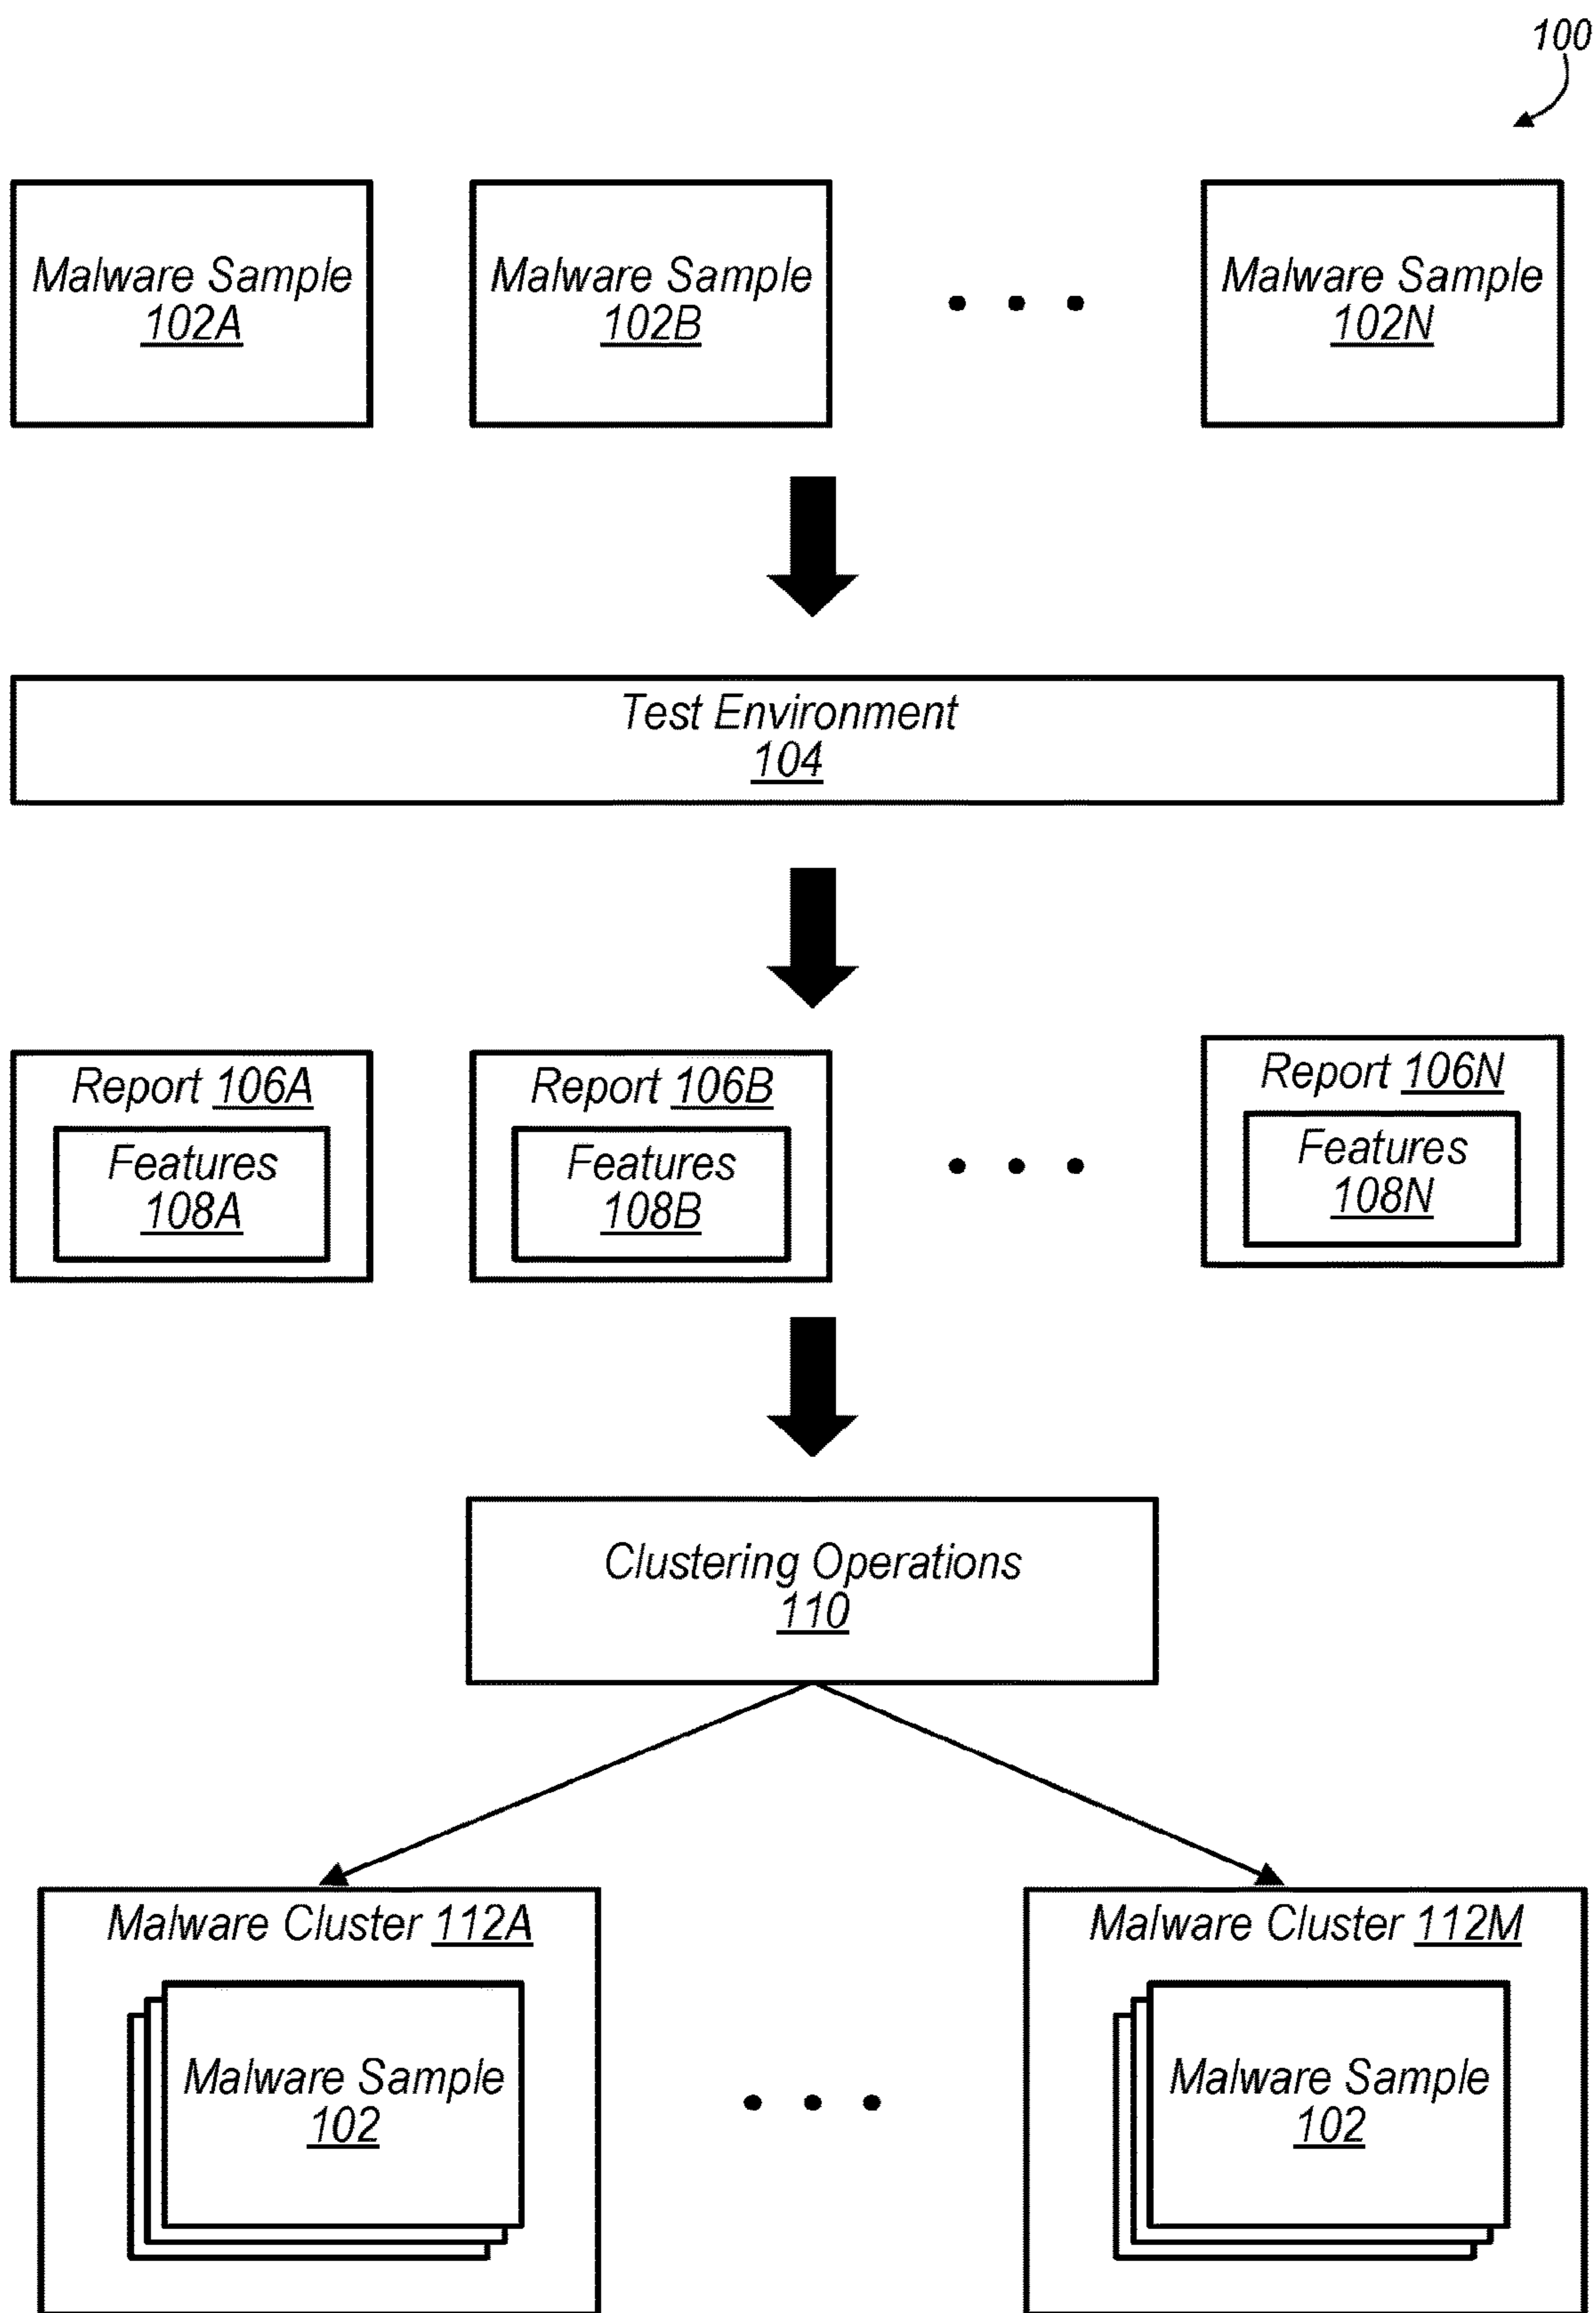 100
Malware Sample
102A
Malware Sample
102B
Malware Sample
102N
Test Environment
104
Report 106A
Features
108A
Report 106B
Features
108B
Report 106N
Features
108N
Clustering Operations
110
Malware Cluster 112A
Malware Sample
102
Malware Cluster 112M
Malware Sample
102